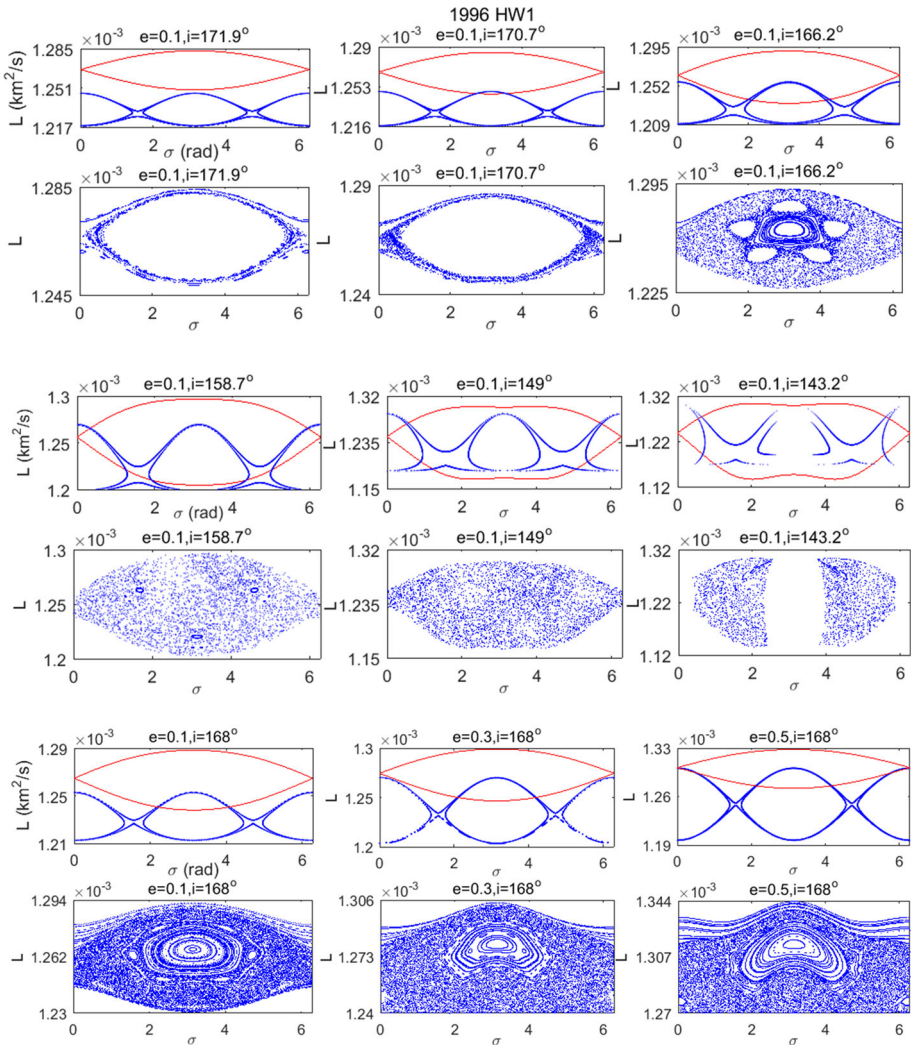 1996 HW1
×10⁻³ e=0.1,i=171.9° ×10⁻³ e=0.1,i=170.7° ×10⁻³ e=0.1,i=166.2°
1.285 1.29 1.295
L (km²/s) 1.251 L 1.253 L 1.252
1.217 1.216 1.209
0 2 4 6 0 2 4 6 0 2 4 6
σ (rad) σ σ
×10⁻³ e=0.1,i=171.9° ×10⁻³ e=0.1,i=170.7° ×10⁻³ e=0.1,i=166.2°
1.285 1.29 1.295
L L L
1.245 1.24 1.225
0 2 4 6 0 2 4 6 0 2 4 6
σ σ σ
×10⁻³ e=0.1,i=158.7° ×10⁻³ e=0.1,i=149° ×10⁻³ e=0.1,i=143.2°
1.3 1.32 1.32
L (km²/s) 1.25 L 1.235 L 1.22
1.2 1.15 1.12
0 2 4 6 0 2 4 6 0 2 4 6
σ (rad) σ σ
×10⁻³ e=0.1,i=158.7° ×10⁻³ e=0.1,i=149° ×10⁻³ e=0.1,i=143.2°
1.3 1.32 1.32
L 1.25 L 1.235 L 1.22
1.2 1.15 1.12
0 2 4 6 0 2 4 6 0 2 4 6
σ σ σ
×10⁻³ e=0.1,i=168° ×10⁻³ e=0.3,i=168° ×10⁻³ e=0.5,i=168°
1.29 1.3 1.33
L (km²/s) 1.25 L L 1.26
1.21 1.2 1.19
0 2 4 6 0 2 4 6 0 2 4 6
σ (rad) σ σ
×10⁻³ e=0.1,i=168° ×10⁻³ e=0.3,i=168° ×10⁻³ e=0.5,i=168°
1.294 1.306 1.344
L 1.262 L 1.273 L 1.307
1.23 1.24 1.27
0 2 4 6 0 2 4 6 0 2 4 6
σ σ σ